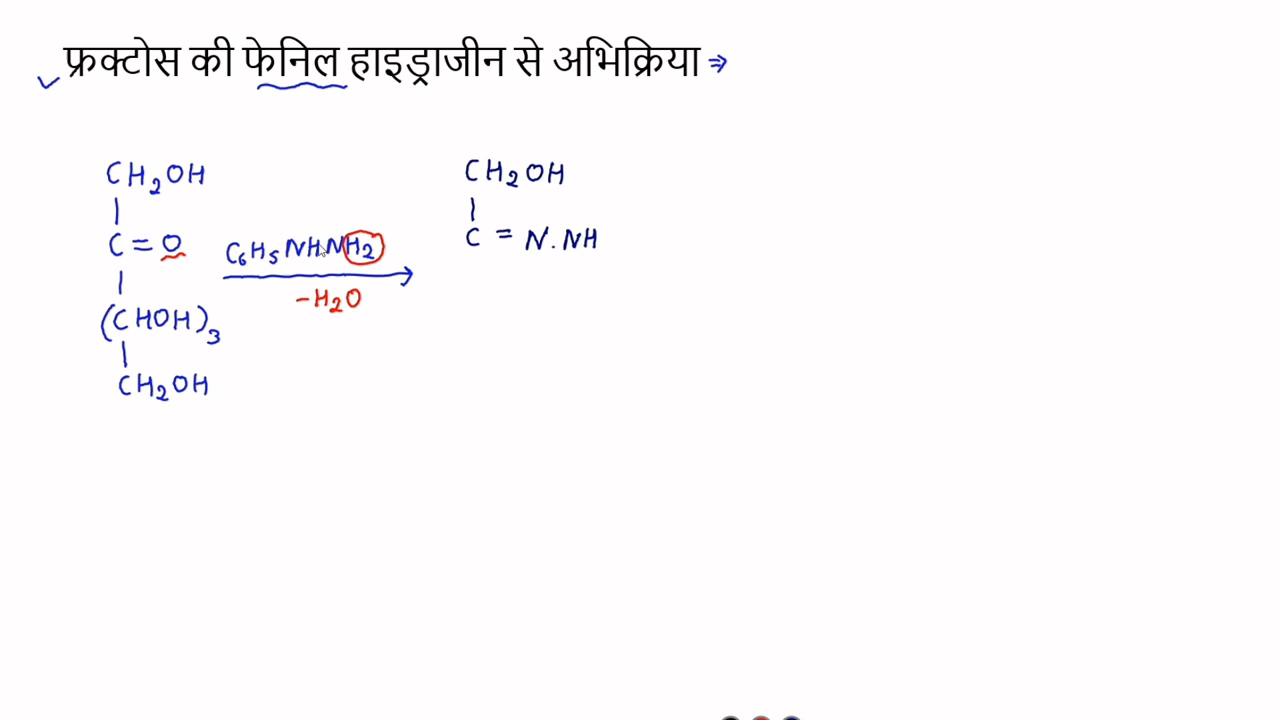 फ्रक्टोस की फेनिल हाइड्राजीन से अभिक्रिया ⇒
CH2OH
|
C = O
|
(CHOH)3
|
CH2OH
C6H5NHNH2
-H2O
CH2OH
|
C = N.NH